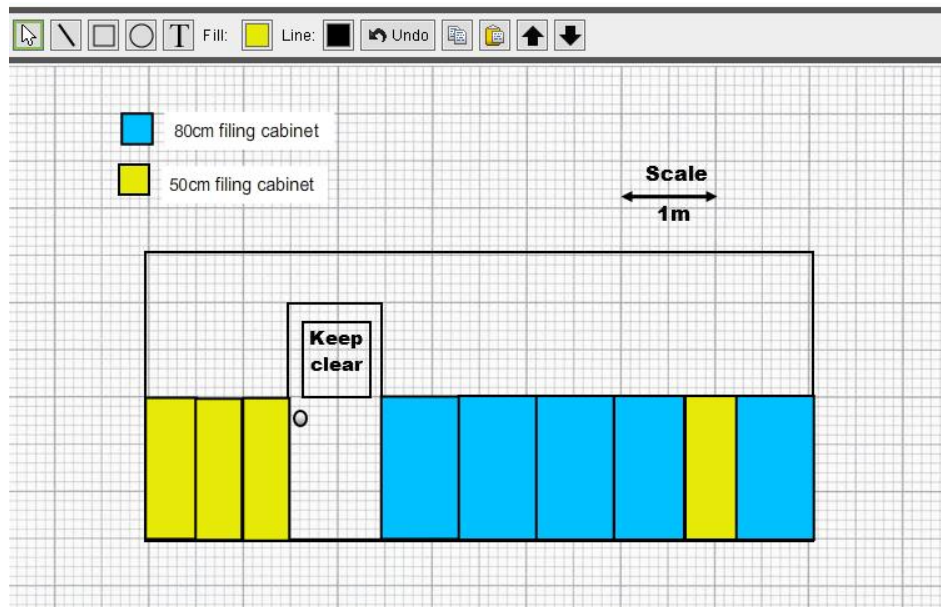 T Fill: Line: Undo
80cm filing cabinet
50cm filing cabinet
Scale
1m
Keep
clear